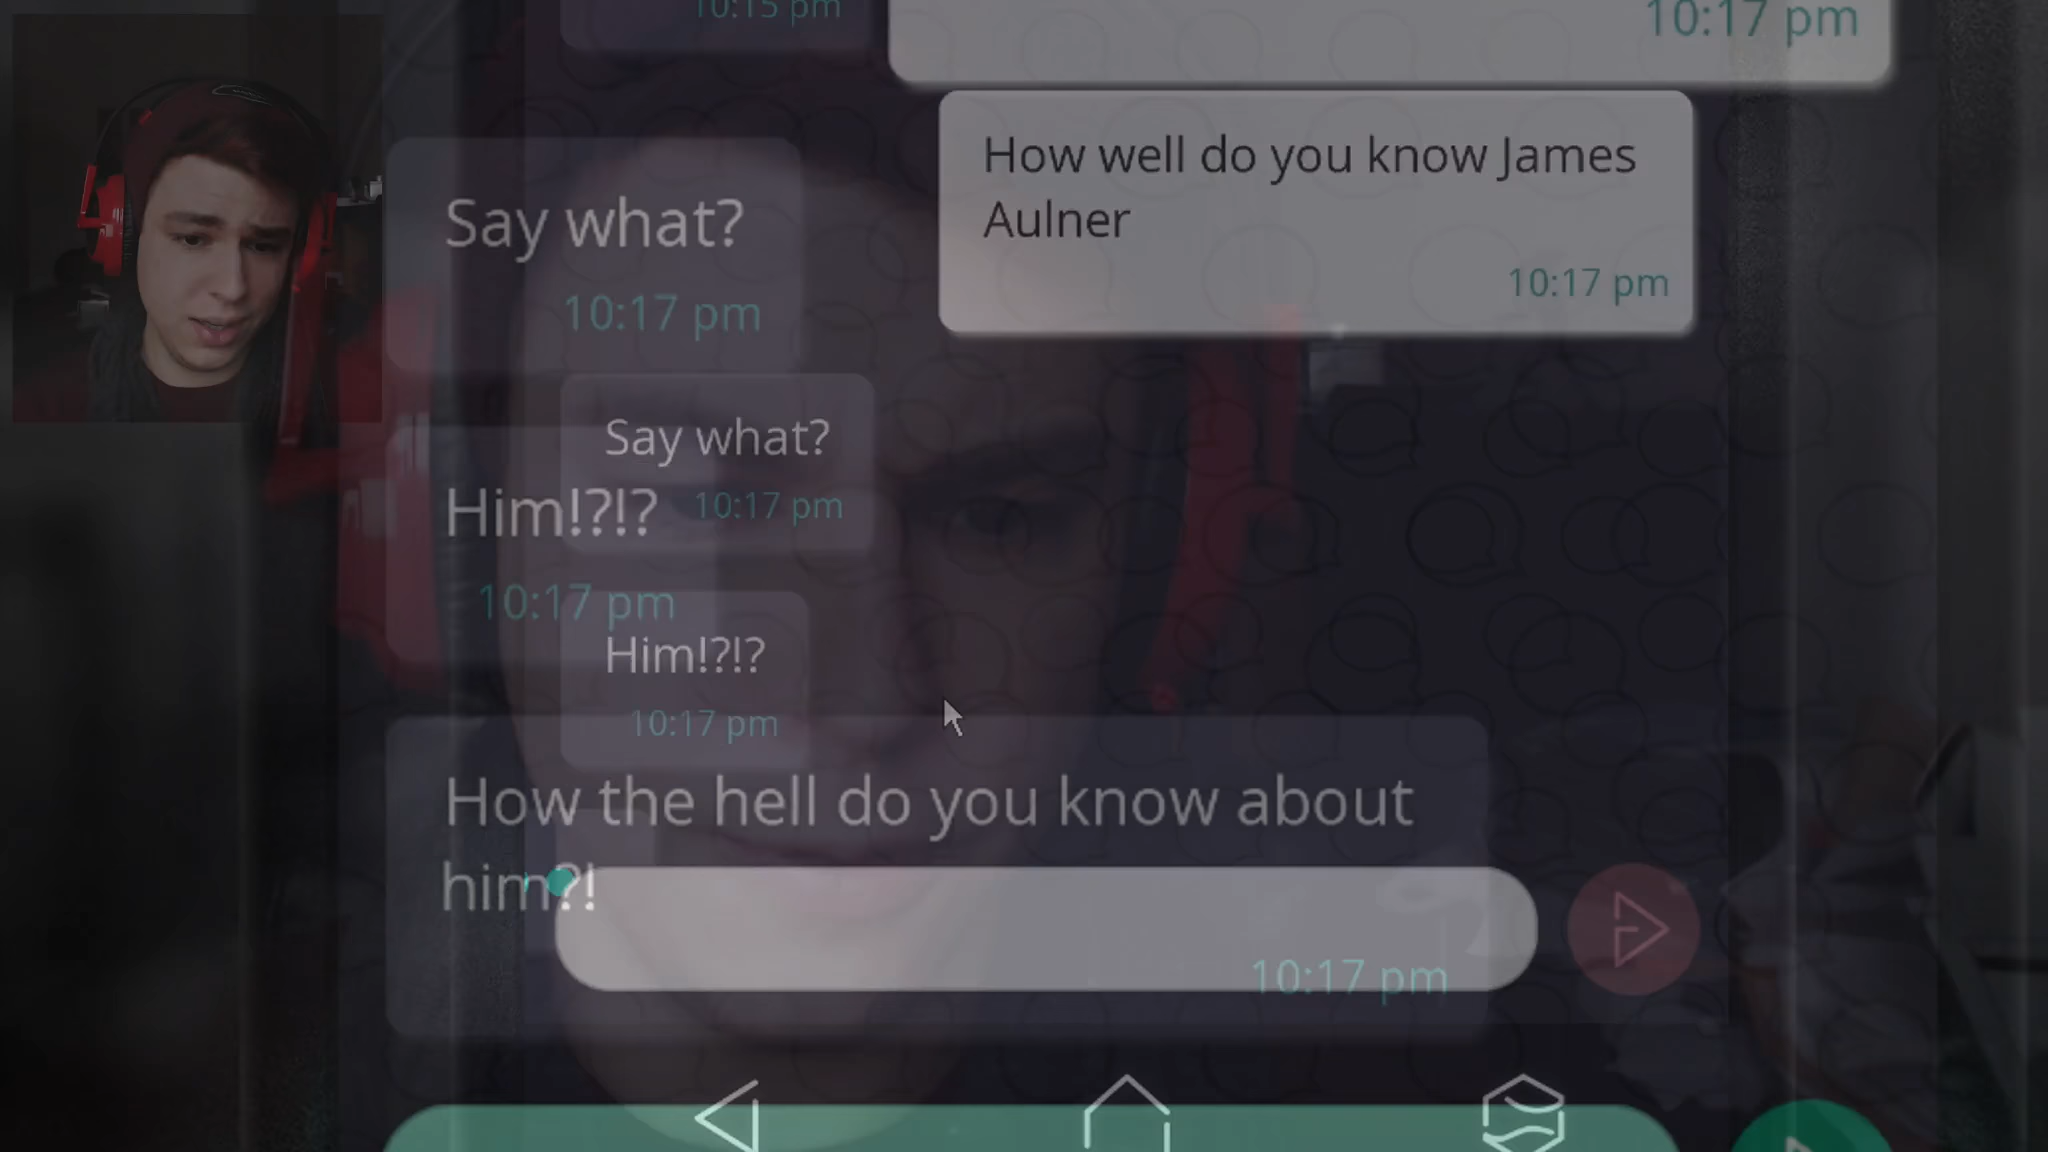 10:15 pm
10:17 pm
How well do you know James
Aulner
10:17 pm
Say what?
10:17 pm
Say what?
10:17 pm
Him!?!?
10:17 pm
Him!?!?
10:17 pm
How the hell do you know about
him?!
10:17 pm